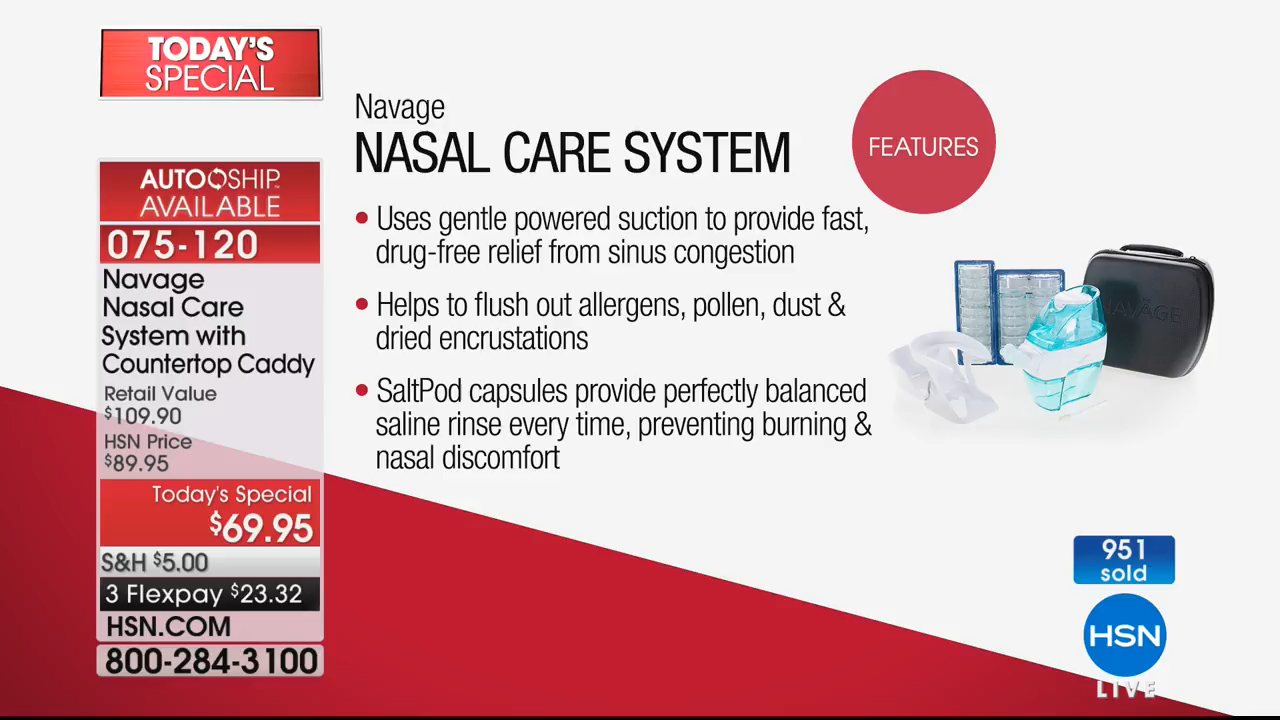 TODAY'S
SPECIAL
AUTOSHIP
AVAILABLE
075-120
Navage
Nasal Care
System with
Countertop Caddy
Retail Value
$109.90
HSN Price
$89.95
Today's Special
$69.95
S&H $5.00
3 Flexpay $23.32
HSN.COM
800-284-3100
Navage
NASAL CARE SYSTEM
FEATURES
• Uses gentle powered suction to provide fast,
drug-free relief from sinus congestion
• Helps to flush out allergens, pollen, dust &
dried encrustations
• SaltPod capsules provide perfectly balanced
saline rinse every time, preventing burning &
nasal discomfort
NAVAGE
951
sold
HSN
LIVE